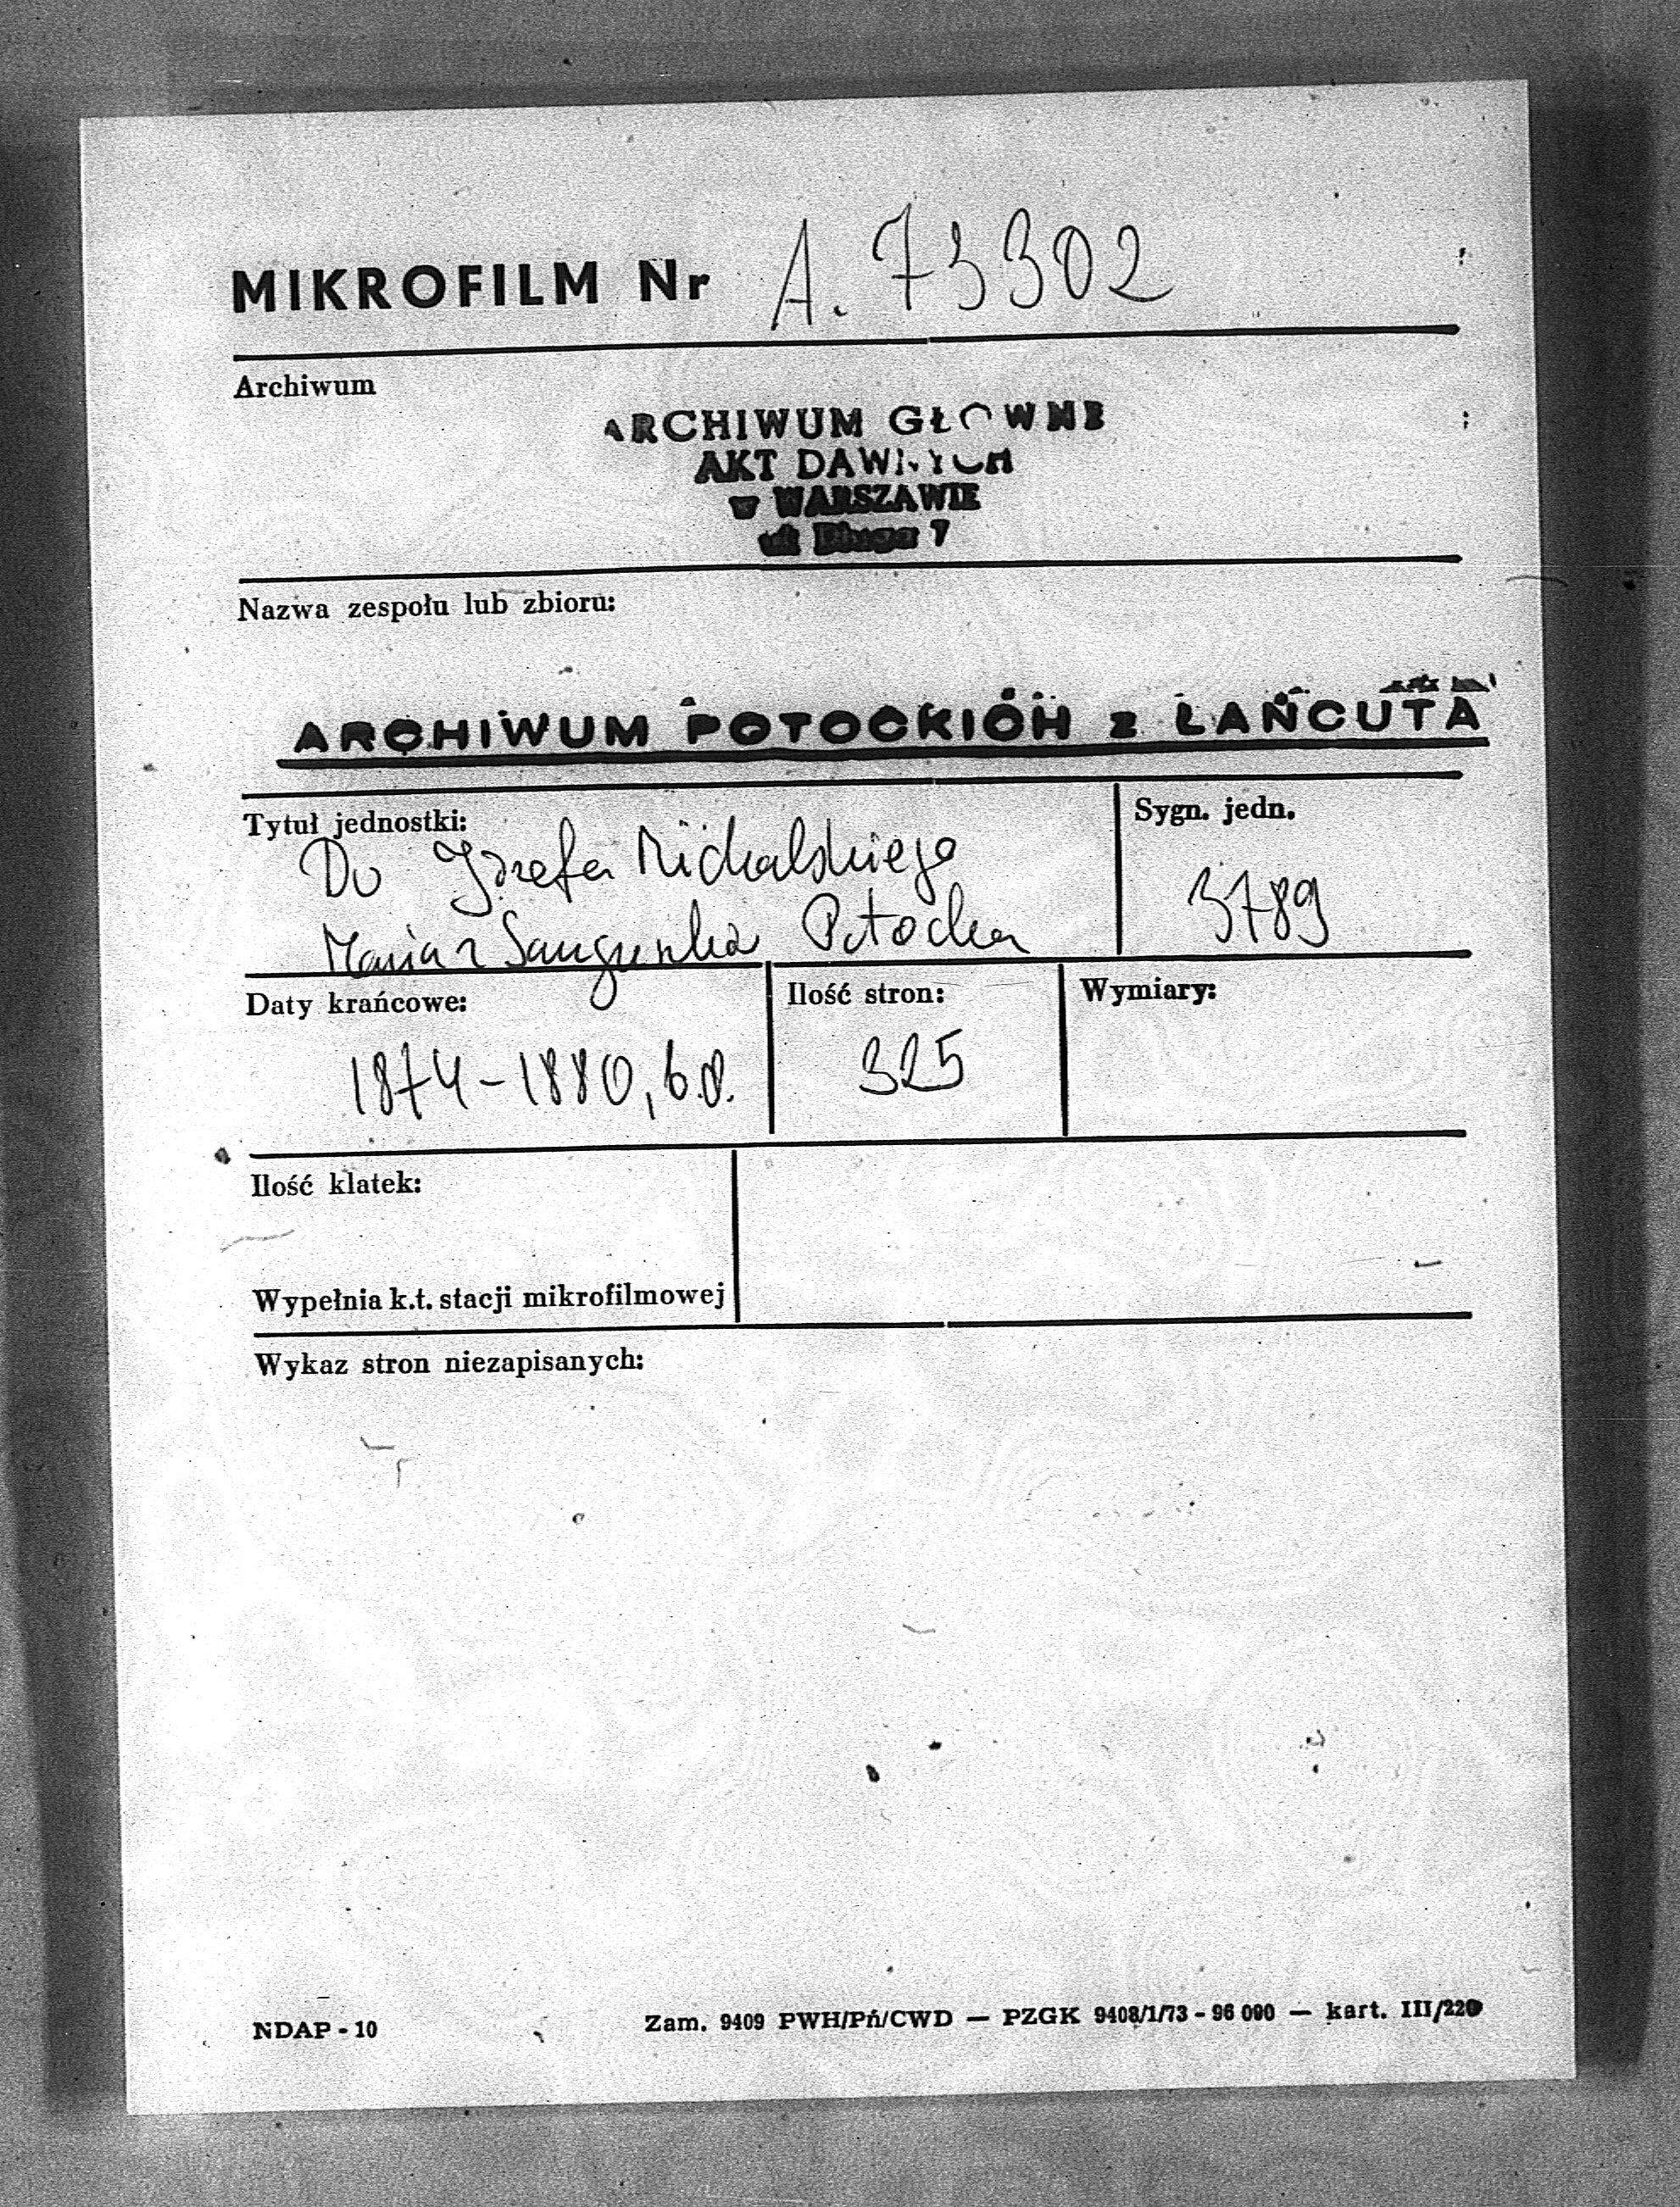 MIKROFILM Nr A. 73302
Archiwum
ARCHIWUM GŁOWNE
AKT DAWNYCH
w WARSZAWIE
ul. Długa 7
Nazwa zespołu lub zbioru:
ARCHIWUM POTOCKICH z ŁAŃCUTA
Tytuł jednostki:
Do Józefa Michalskiego
Maria z Sanguszków Potocka
Sygn. jedn.
3789
Daty krańcowe:
1874-1880, b.d.
Ilość stron:
325
Wymiary:
Ilość klatek:
Wypełnia k.t. stacji mikrofilmowej
Wykaz stron niezapisanych:
NDAP - 10
Zam. 9409 PWH/Pń/CWD — PZGK 9408/1/73 - 96 000 — kart. III/220